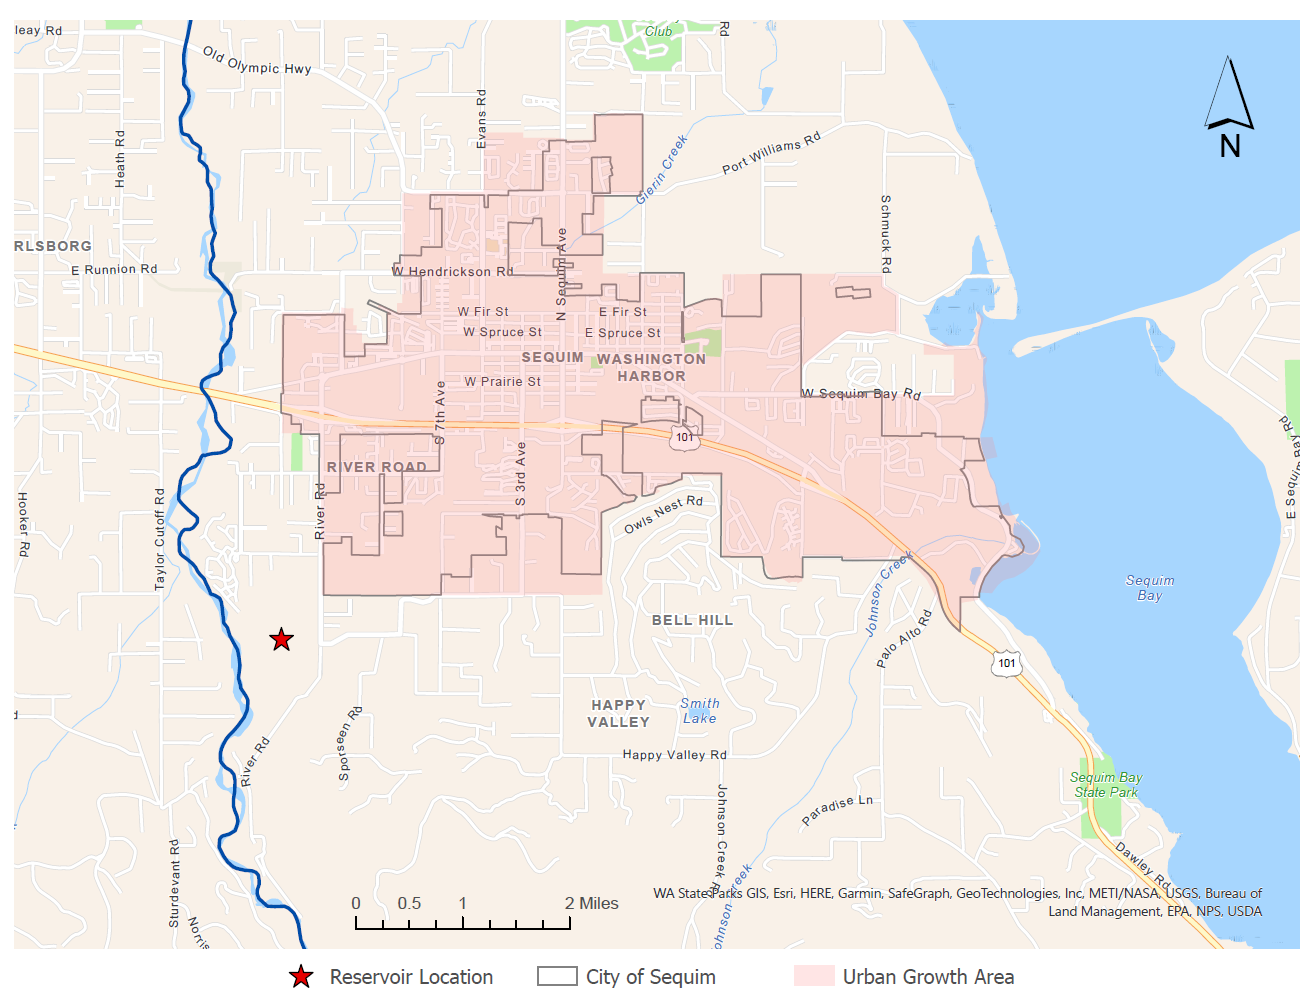 leay Rd
Old Olympic Hwy
Evans Rd
Heath Rd
Club
Rd
N
Port Williams Rd
Gierin Creek
Schmuck Rd
RLSBORG
E Runnion Rd
W Hendrickson Rd
N Sequim Ave
W Fir St
E Fir St
W Spruce St
E Spruce St
SEQUIM
WASHINGTON
HARBOR
W Prairie St
W Sequim Bay Rd
S 7th Ave
101
RIVER ROAD
S 3rd Ave
River Rd
Hooker Rd
Taylor Cutoff Rd
Owls Nest Rd
E Sequim Bay Rd
Johnson Creek
Sequim
Bay
BELL HILL
Palo Alto Rd
101
HAPPY
VALLEY
Smith
Lake
d
Sporseen Rd
River Rd
Happy Valley Rd
Sequim Bay
State Park
Johnson Creek Rd
Paradise Ln
Sturdevant Rd
Norris
Dawley Rd
Johnson Creek
0 0.5 1 2 Miles
WA State Parks GIS, Esri, HERE, Garmin, SafeGraph, GeoTechnologies, Inc, METI/NASA, USGS, Bureau of
Land Management, EPA, NPS, USDA
Reservoir Location
City of Sequim
Urban Growth Area